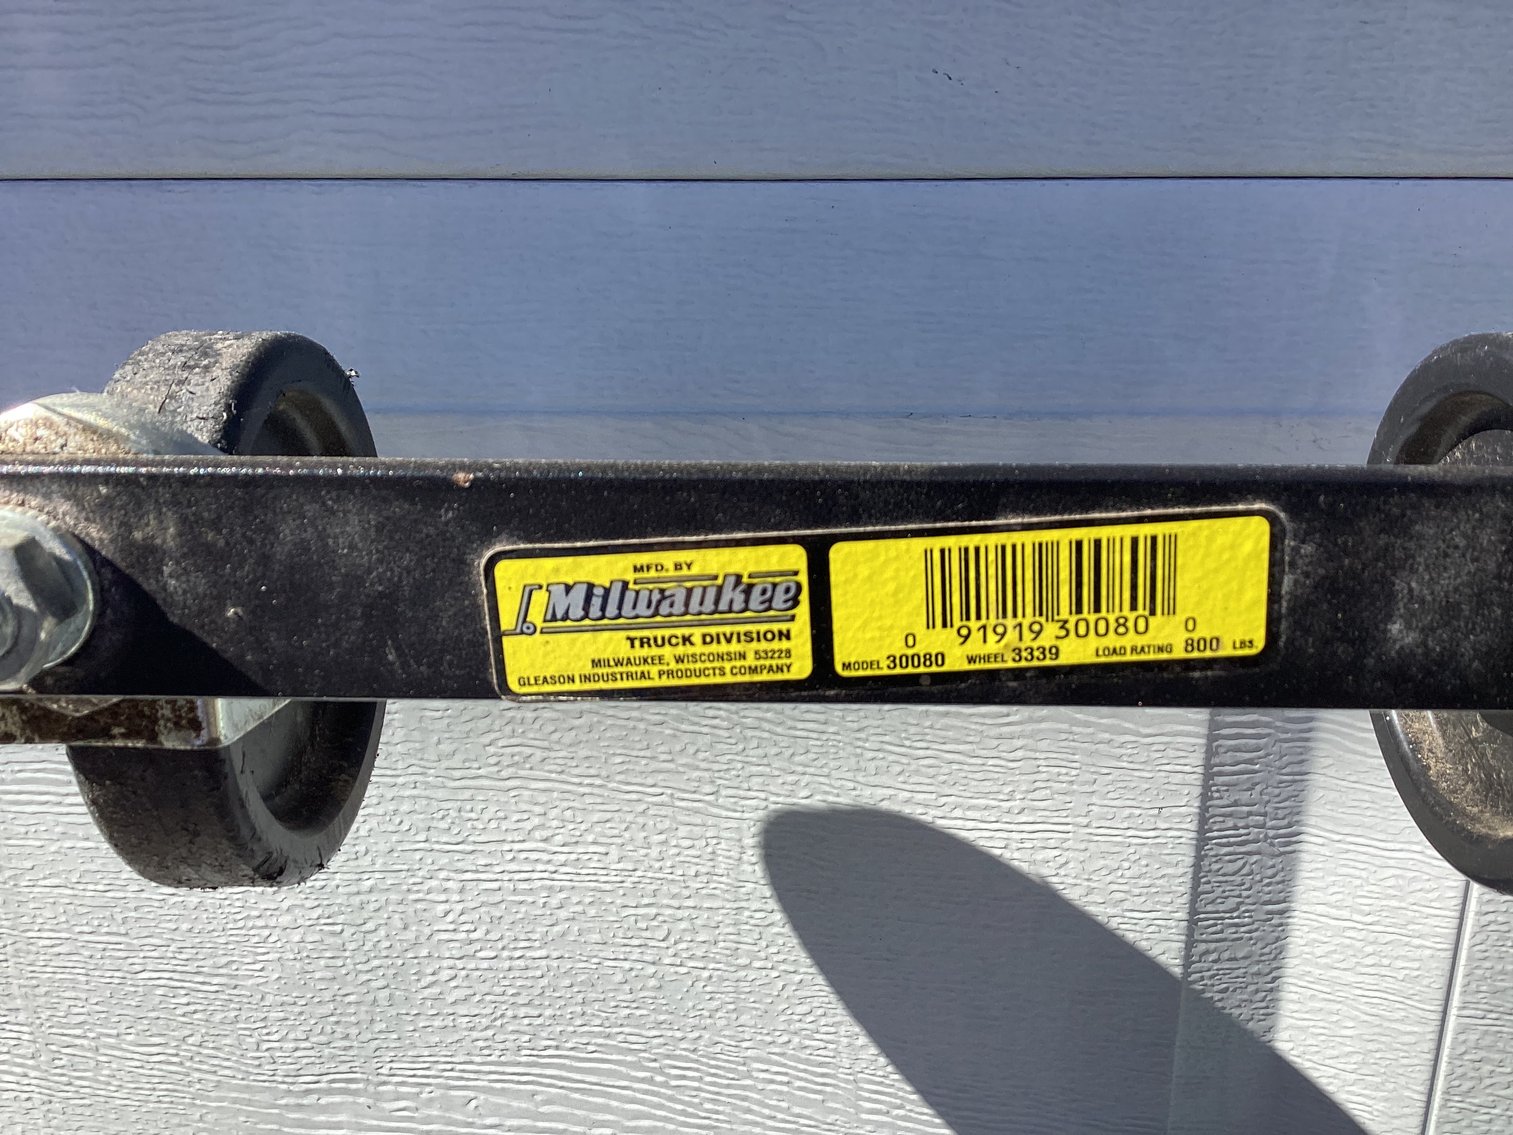 MFD. BY
Milwaukee
TRUCK DIVISION
MILWAUKEE, WISCONSIN 53228
GLEASON INDUSTRIAL PRODUCTS COMPANY
0 91919 30080 0
MODEL 30080 WHEEL 3339 LOAD RATING 800 LBS.